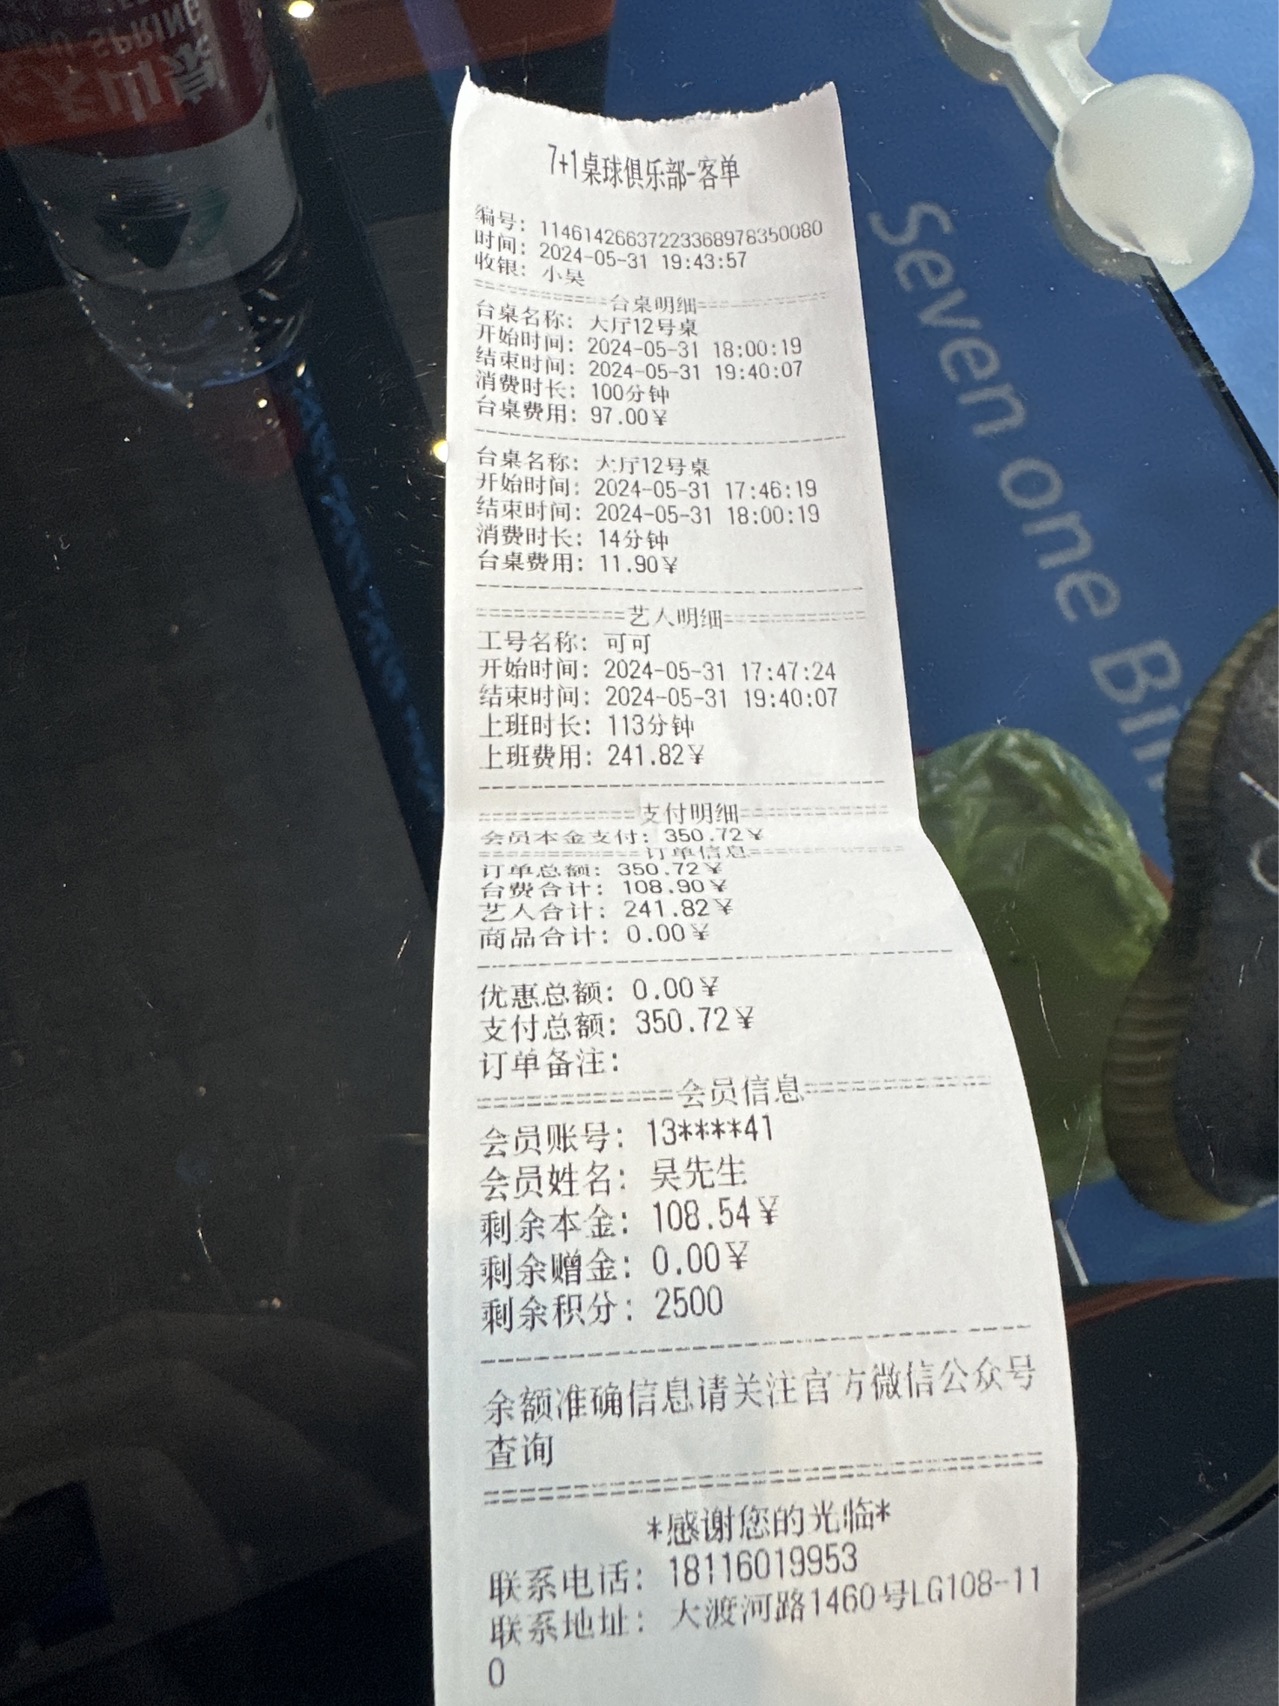 天山泉
SPRING
7+1桌球俱乐部-客单
编号: 11461426637223368978350080
时间: 2024-05-31 19:43:57
收银: 小吴
==========台桌明细==========
台桌名称: 大厅12号桌
开始时间: 2024-05-31 18:00:19
结束时间: 2024-05-31 19:40:07
消费时长: 100分钟
台桌费用: 97.00¥
台桌名称: 大厅12号桌
开始时间: 2024-05-31 17:46:19
结束时间: 2024-05-31 18:00:19
消费时长: 14分钟
台桌费用: 11.90¥
==========艺人明细==========
工号名称: 可可
开始时间: 2024-05-31 17:47:24
结束时间: 2024-05-31 19:40:07
上班时长: 113分钟
上班费用: 241.82¥
==========支付明细==========
会员本金支付: 350.72¥
==========订单信息==========
订单总额: 350.72¥
台费合计: 108.90¥
艺人合计: 241.82¥
商品合计: 0.00¥
优惠总额: 0.00¥
支付总额: 350.72¥
订单备注:
==========会员信息==========
会员账号: 13****41
会员姓名: 吴先生
剩余本金: 108.54¥
剩余赠金: 0.00¥
剩余积分: 2500
余额准确信息请关注官方微信公众号
查询
*感谢您的光临*
联系电话: 18116019953
联系地址: 大渡河路1460号LG108-11
0
Seven one Bil